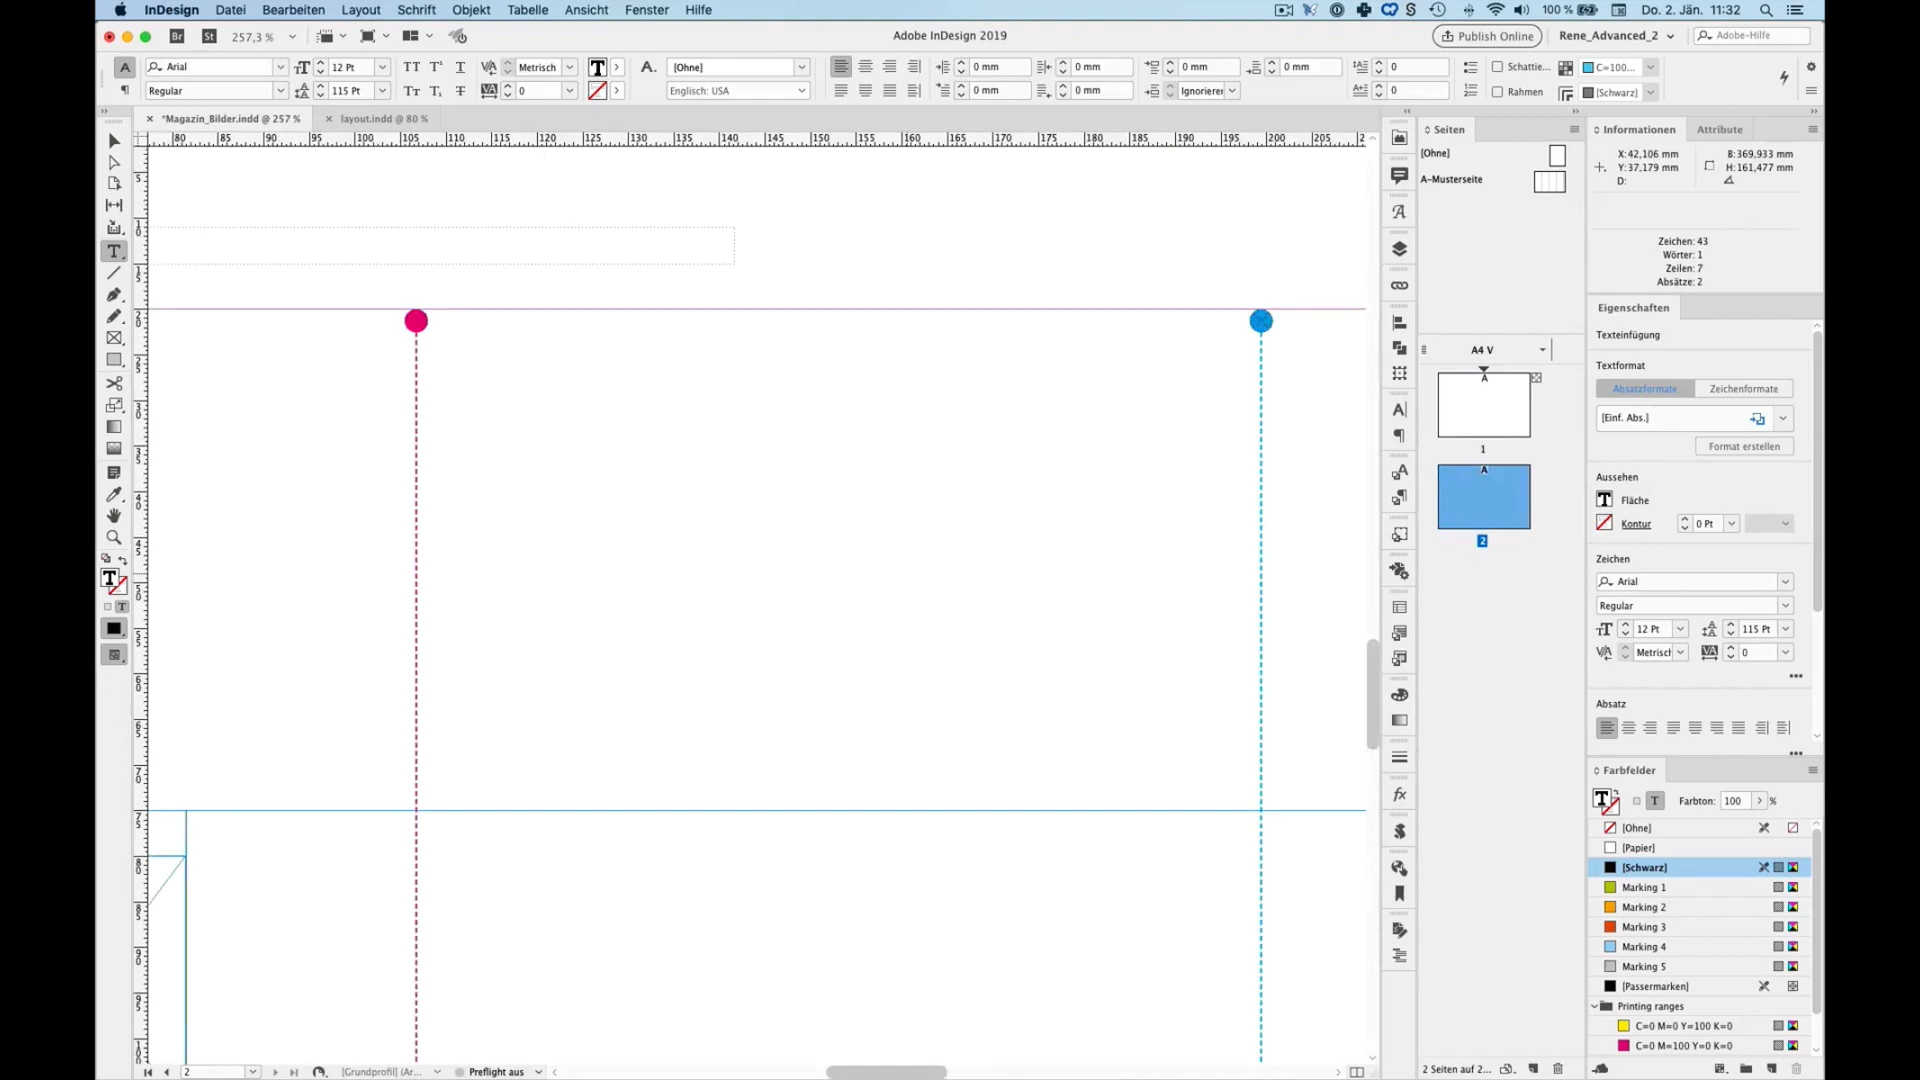 InDesign Datei Bearbeiten Layout Schrift Objekt Tabelle Ansicht Fenster Hilfe 100 % Do. 2. Jän. 11:32
Br St 257,3 % Adobe InDesign 2019 Publish Online Rene_Advanced_2 Adobe-Hilfe
A Arial 12 Pt Metrisch [Ohne] 0 mm 0 mm 0 mm 0 mm 0 Schattie... C=100...
Regular 115 Pt 0 Englisch: USA 0 mm 0 mm Ignorieren 0 Rahmen [Schwarz]
*Magazin_Bilder.indd @ 257 % layout.indd @ 80 %
80 85 90 95 100 105 110 115 120 125 130 135 140 145 150 155 160 165 170 175 180 185 190 195 200 205
Seiten
[Ohne]
A-Musterseite
A4 V
A
1
A
2
2 Seiten auf 2...
Informationen Attribute
X: 42,106 mm B: 369,933 mm
Y: 37,179 mm H: 161,477 mm
D:
Zeichen: 43
Wörter: 1
Zeilen: 7
Absätze: 2
Eigenschaften
Texteinfügung
Textformat
Absatzformate Zeichenformate
[Einf. Abs.]
Format erstellen
Aussehen
Fläche
Kontur 0 Pt
Zeichen
Arial
Regular
12 Pt 115 Pt
Metrisch 0
Absatz
Farbfelder
Farbton: 100 %
[Ohne]
[Papier]
[Schwarz]
Marking 1
Marking 2
Marking 3
Marking 4
Marking 5
[Passermarken]
Printing ranges
C=0 M=0 Y=100 K=0
C=0 M=100 Y=0 K=0
2 [Grundprofil] (Ar... Preflight aus